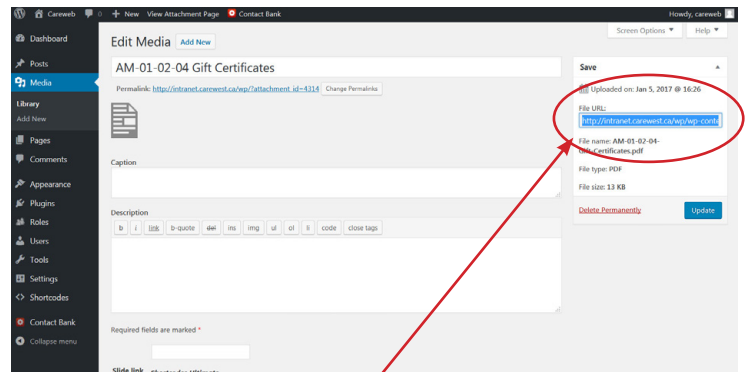 Careweb 0 + New View Attachment Page Contact Bank Howdy, careweb
Screen Options ▼ Help ▼
Dashboard
Posts
Media
Library
Add New
Pages
Comments
Appearance
Plugins
Roles
Users
Tools
Settings
Shortcodes
Contact Bank
Collapse menu
Edit Media Add New
AM-01-02-04 Gift Certificates
Permalink: http://intranet.carewest.ca/wp/?attachment_id=4314 Change Permalinks
Caption
Description
b i link b-quote del ins img ul ol li code close tags
Required fields are marked *
Slide link Shortcodes Ultimate
Save
Uploaded on: Jan 5, 2017 @ 16:26
File URL:
http://intranet.carewest.ca/wp/wp-conte
File name: AM-01-02-04-
Gift-Certificates.pdf
File type: PDF
File size: 13 KB
Delete Permanently Update